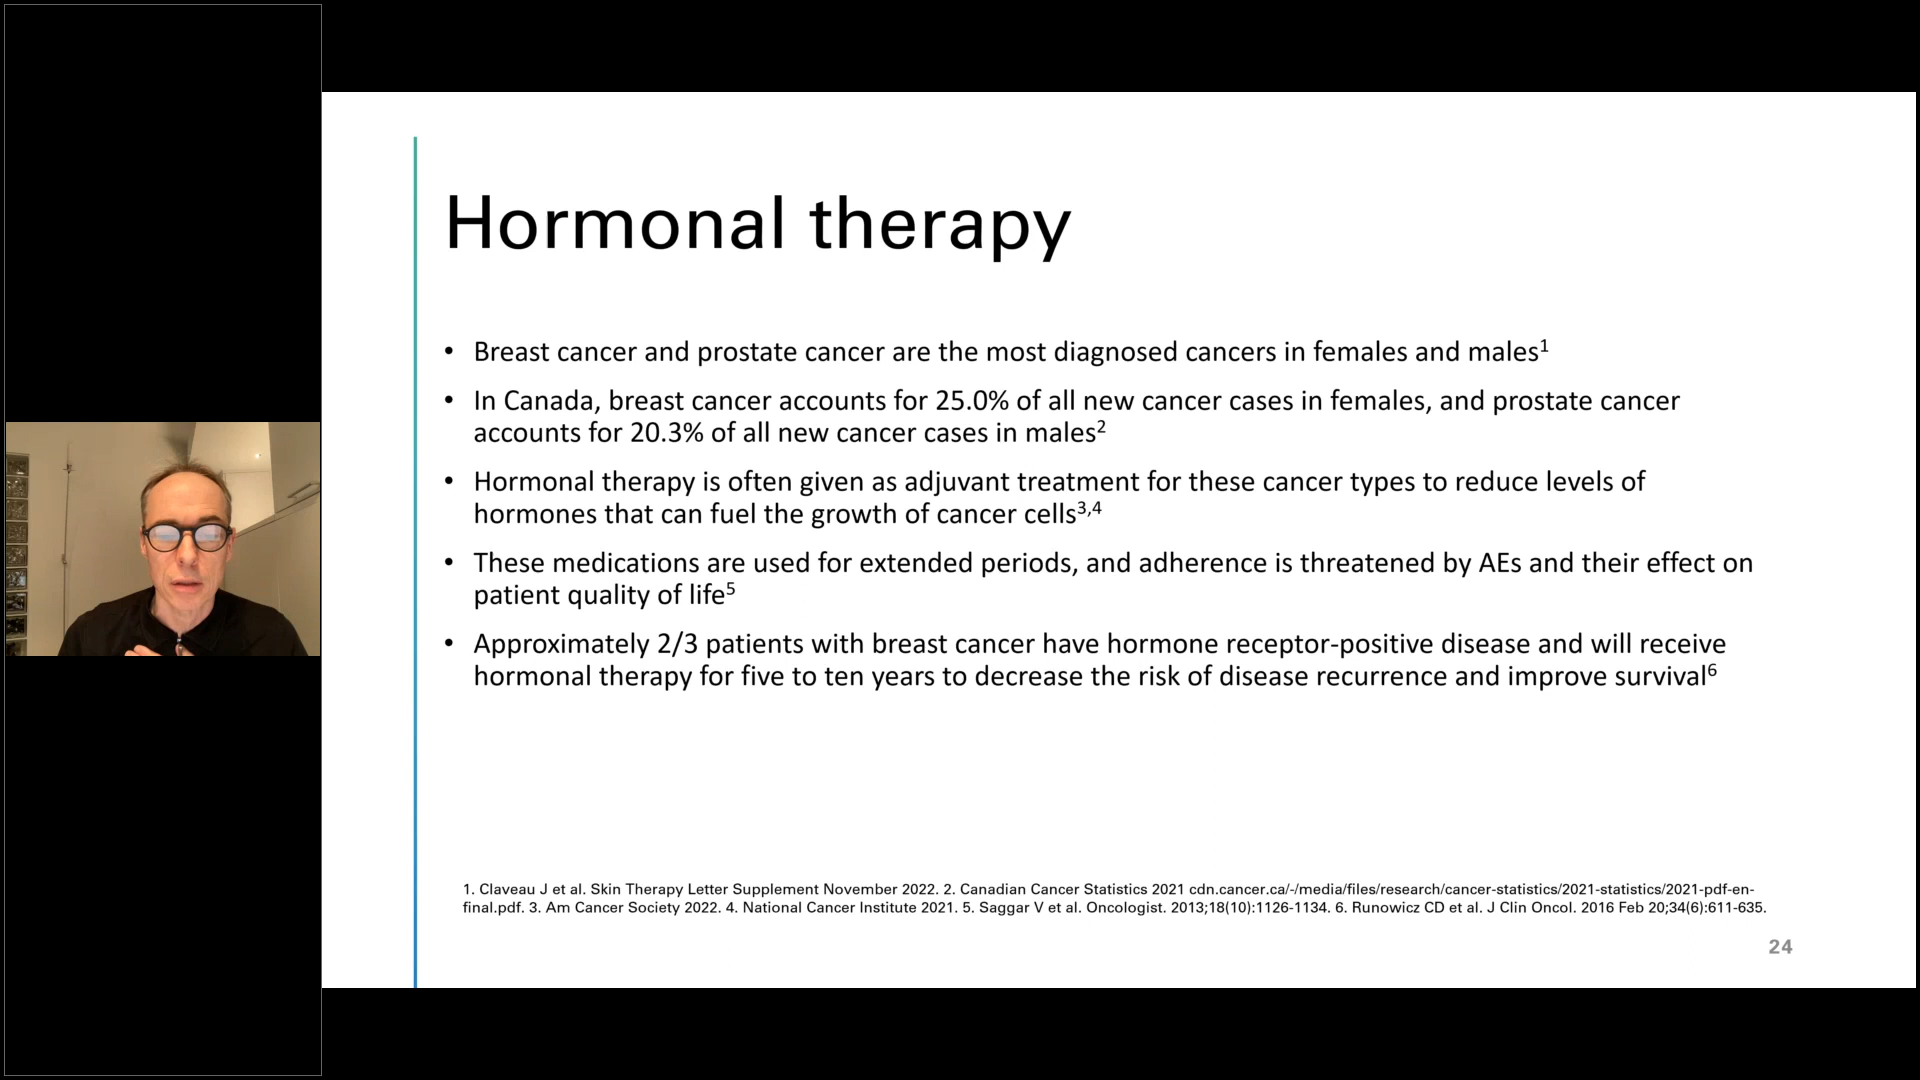 Hormonal therapy
• Breast cancer and prostate cancer are the most diagnosed cancers in females and males1
• In Canada, breast cancer accounts for 25.0% of all new cancer cases in females, and prostate cancer
accounts for 20.3% of all new cancer cases in males2
• Hormonal therapy is often given as adjuvant treatment for these cancer types to reduce levels of
hormones that can fuel the growth of cancer cells3,4
• These medications are used for extended periods, and adherence is threatened by AEs and their effect on
patient quality of life5
• Approximately 2/3 patients with breast cancer have hormone receptor-positive disease and will receive
hormonal therapy for five to ten years to decrease the risk of disease recurrence and improve survival6
1. Claveau J et al. Skin Therapy Letter Supplement November 2022. 2. Canadian Cancer Statistics 2021 cdn.cancer.ca/-/media/files/research/cancer-statistics/2021-statistics/2021-pdf-en-
final.pdf. 3. Am Cancer Society 2022. 4. National Cancer Institute 2021. 5. Saggar V et al. Oncologist. 2013;18(10):1126-1134. 6. Runowicz CD et al. J Clin Oncol. 2016 Feb 20;34(6):611-635.
24